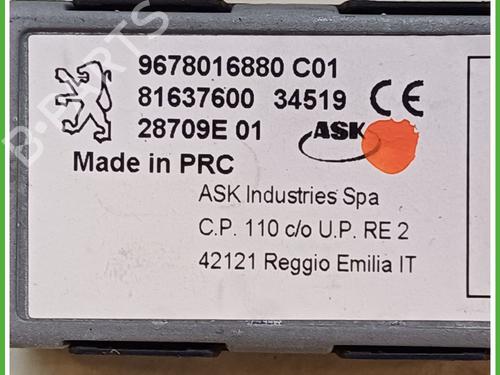 9678016880 C01
81637600 34519 CE
28709E 01 ASK
Made in PRC
ASK Industries Spa
C.P. 110 c/o U.P. RE 2
42121 Reggio Emilia IT
B-PARTS